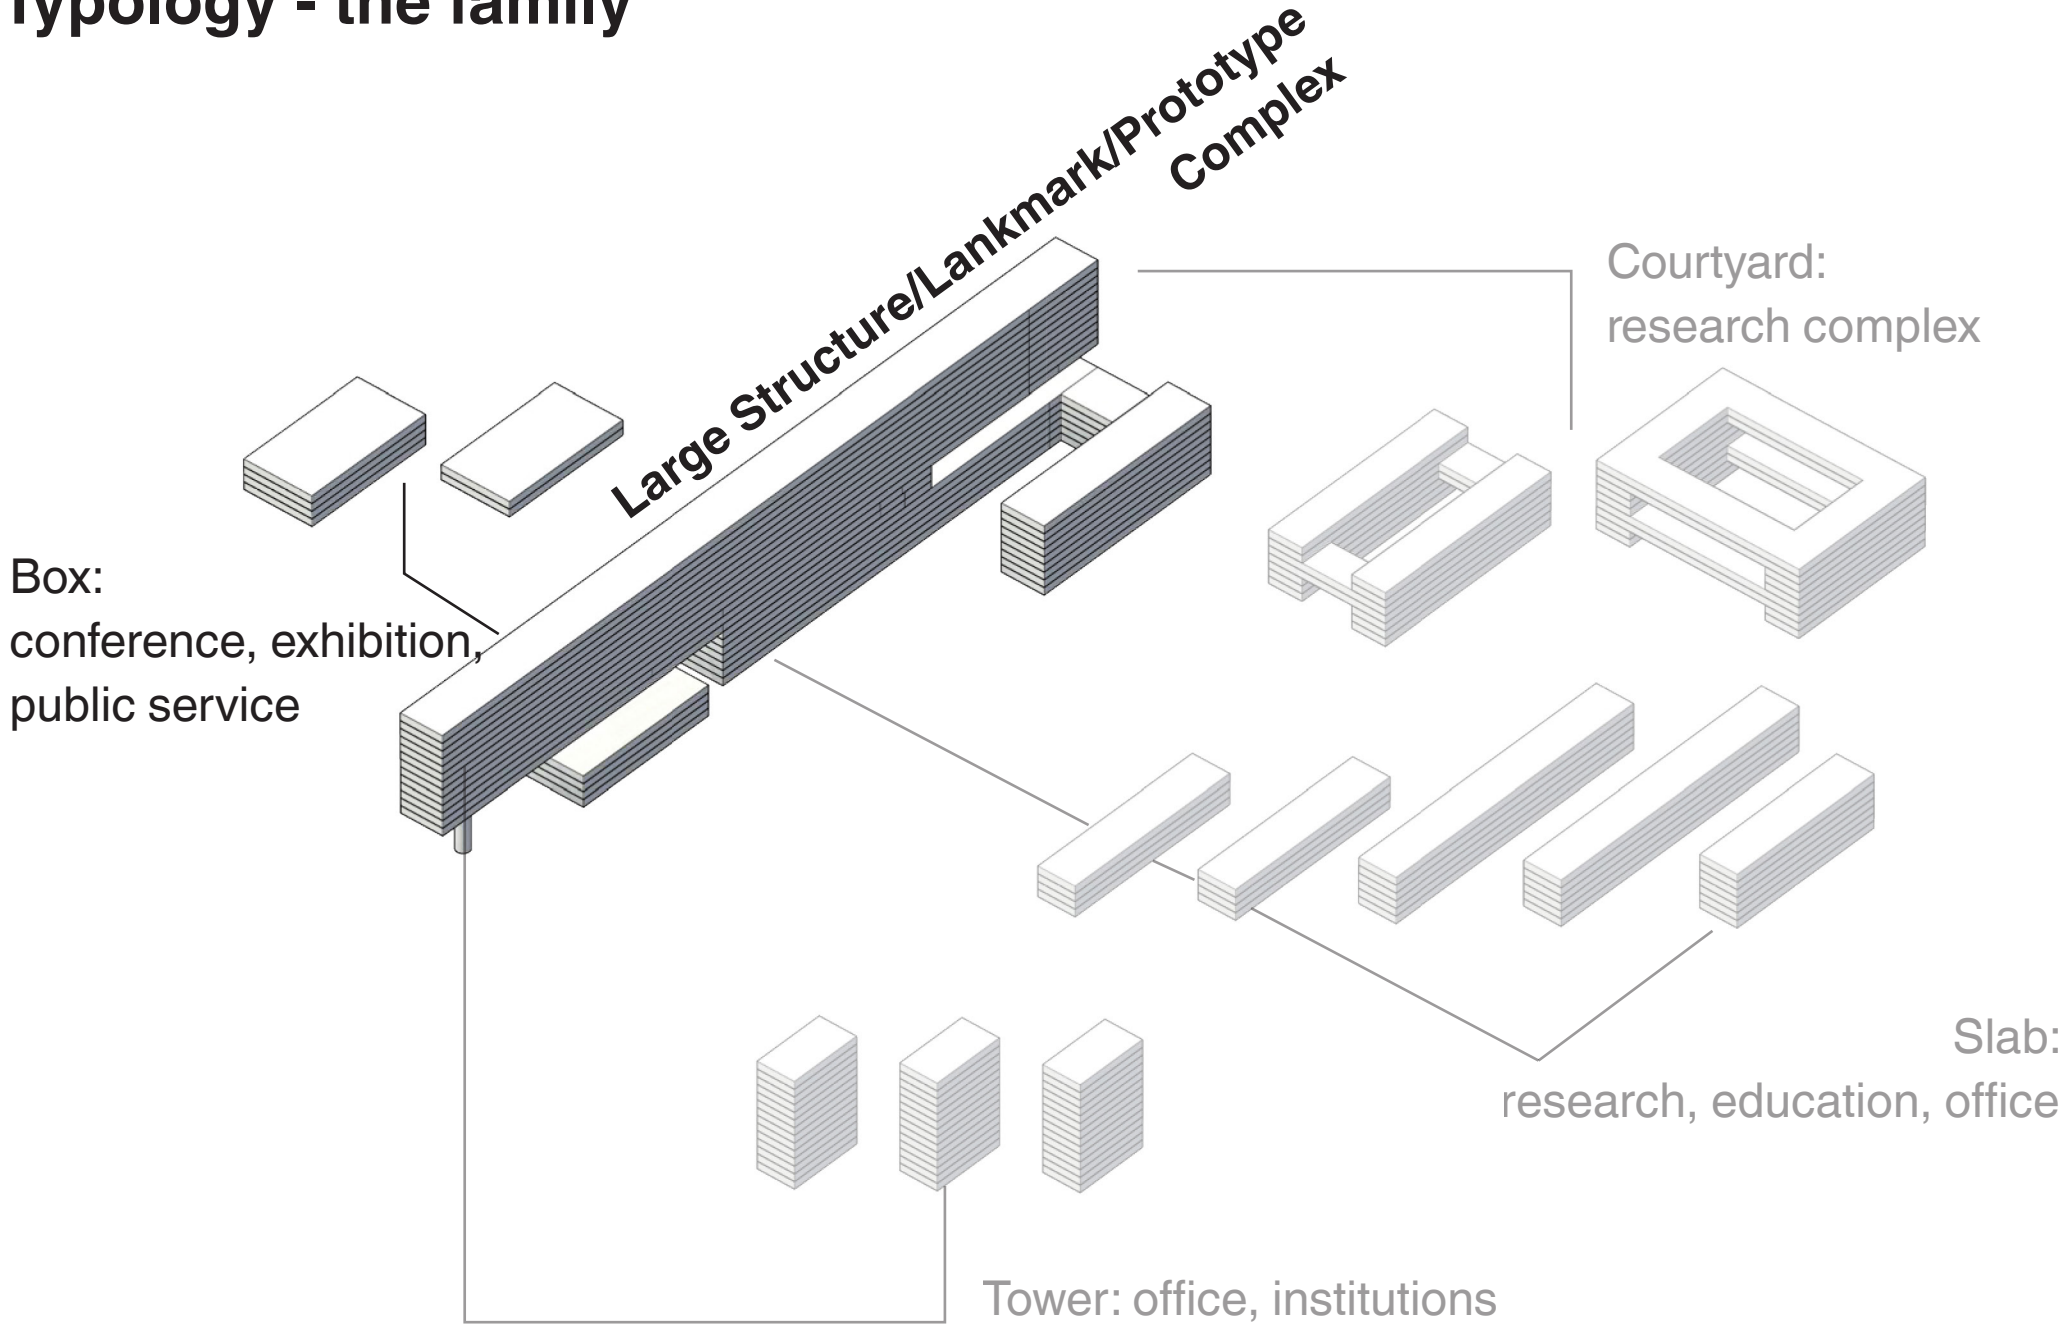 Typology - the family
Large Structure/Lankmark/Prototype
Complex
Courtyard:
research complex
Box:
conference, exhibition,
public service
Slab:
research, education, office
Tower: office, institutions